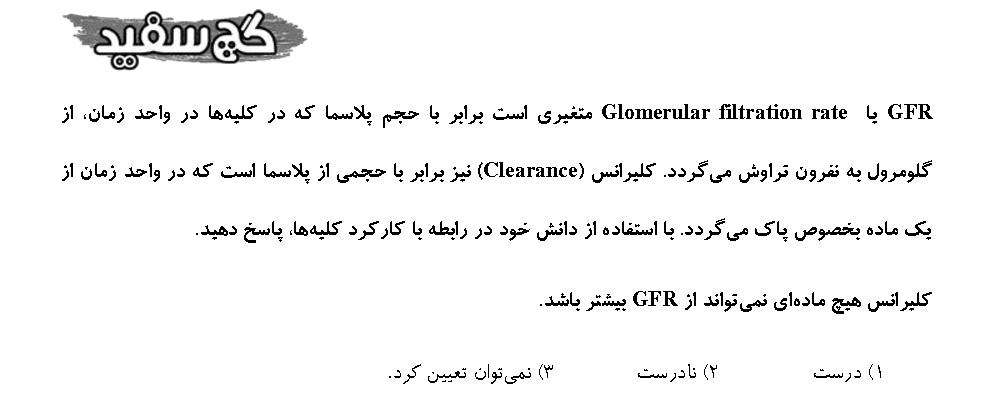 گچ سفید
GFR یا Glomerular filtration rate متغیری است برابر با حجم پلاسما که در کلیه‌ها در واحد زمان، از
گلومرول به نفرون تراوش می‌گردد. کلیرانس (Clearance) نیز برابر با حجمی از پلاسما است که در واحد زمان از
یک ماده بخصوص پاک می‌گردد. با استفاده از دانش خود در رابطه با کارکرد کلیه‌ها، پاسخ دهید.
کلیرانس هیچ ماده‌ای نمی‌تواند از GFR بیشتر باشد.
۱) درست ۲) نادرست ۳) نمی‌توان تعیین کرد.